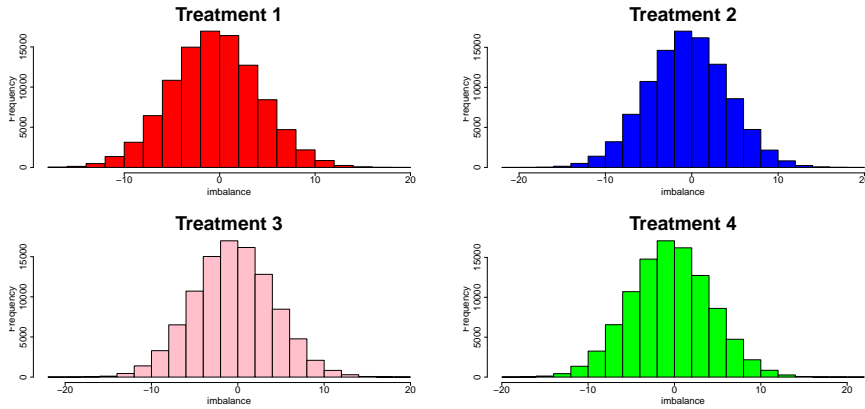 Treatment 1
Frequency
0 5000 10000 15000
−10 0 10 20
imbalance
Treatment 2
Frequency
0 5000 10000 15000
−20 −10 0 10 20
imbalance
Treatment 3
Frequency
0 5000 10000 15000
−20 −10 0 10 20
imbalance
Treatment 4
Frequency
0 5000 10000 15000
−20 −10 0 10 20
imbalance